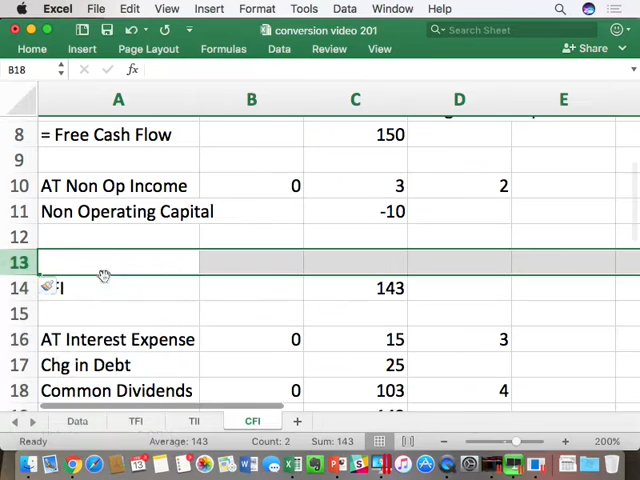 Excel File Edit View Insert Format Tools Data Window Help
conversion video 201
Search Sheet
Home Insert Page Layout Formulas Data Review View
Share
B18 fx
A B C D E
8 = Free Cash Flow 150
9
10 AT Non Op Income 0 3 2
11 Non Operating Capital -10
12
13
14 FI 143
15
16 AT Interest Expense 0 15 3
17 Chg in Debt 25
18 Common Dividends 0 103 4
Data TFI TII CFI +
Ready Average: 143 Count: 2 Sum: 143 200%